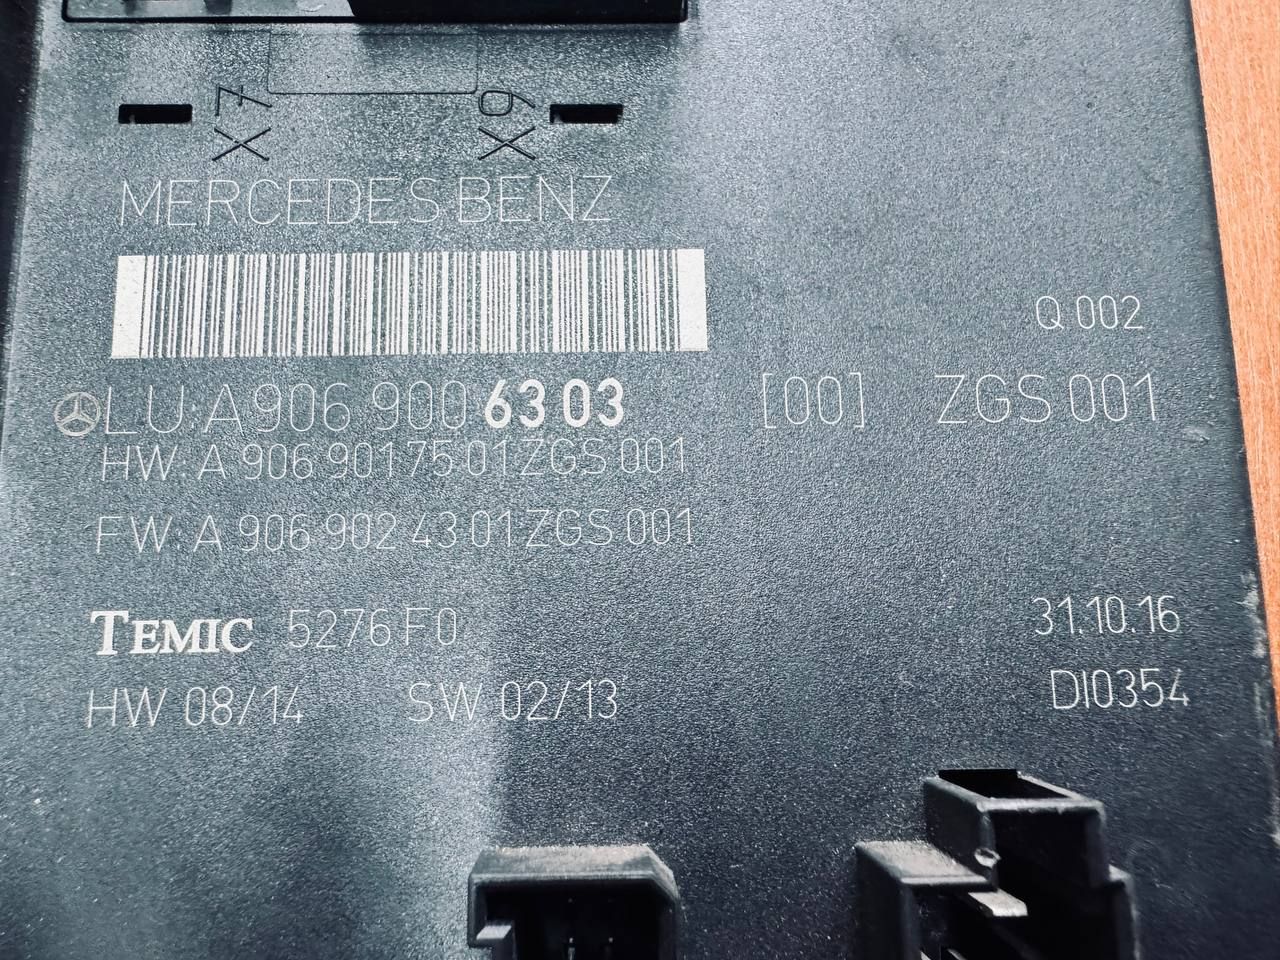 X7
X6
MERCEDES BENZ
Q 002
LU: A 906 900 63 03 [00] ZGS 001
HW: A 906 901 75 01 ZGS 001
FW: A 906 902 43 01 ZGS 001
TEMIC 5276 F0 31.10.16
HW 08/14 SW 02/13 DI0354